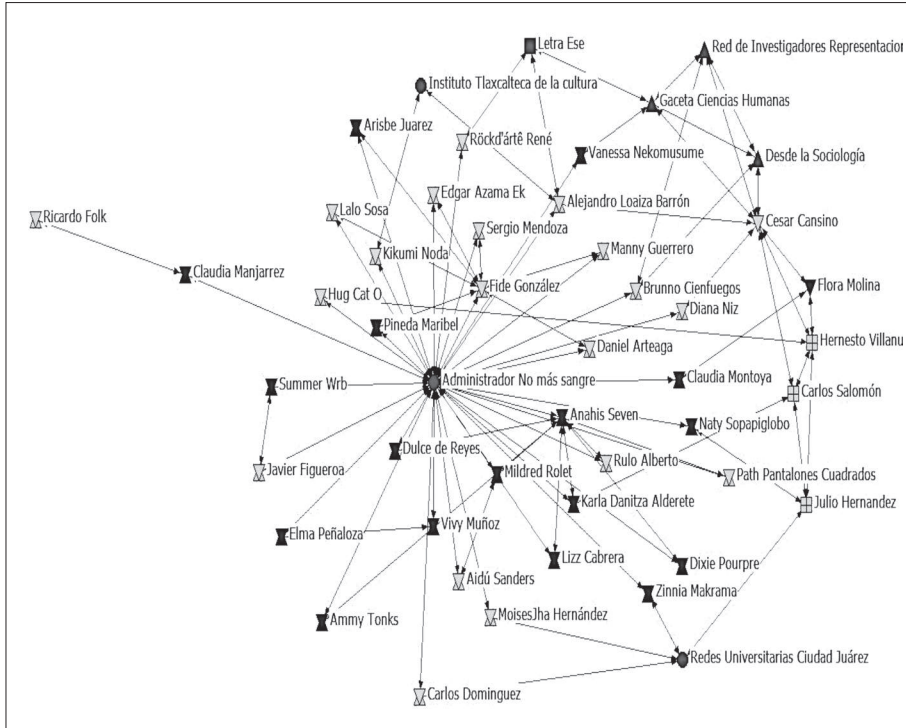 Letra Ese
Red de Investigadores Representacion
Instituto Tlaxcalteca de la cultura
Gaceta Ciencias Humanas
Arisbe Juarez
Röckd'ártê René
Vanessa Nekomusume
Desde la Sociología
Edgar Azama Ek
Alejandro Loaiza Barrón
Lalo Sosa
Ricardo Folk
Cesar Cansino
Sergio Mendoza
Kikumi Noda
Manny Guerrero
Claudia Manjarrez
Fide González
Brunno Cienfuegos
Flora Molina
Hug Cat O
Diana Niz
Pineda Maribel
Hernesto Villanu
Daniel Arteaga
Administrador No más sangre
Claudia Montoya
Summer Wrb
Carlos Salomón
Anahis Seven
Naty Sopapiglobo
Dulce de Reyes
Rulo Alberto
Javier Figueroa
Mildred Rolet
Path Pantalones Cuadrados
Karla Danitza Alderete
Julio Hernandez
Vivy Muñoz
Elma Peñaloza
Lizz Cabrera
Dixie Pourpre
Aidú Sanders
Zinnia Makrama
MoisesJha Hernández
Ammy Tonks
Redes Universitarias Ciudad Juárez
Carlos Dominguez